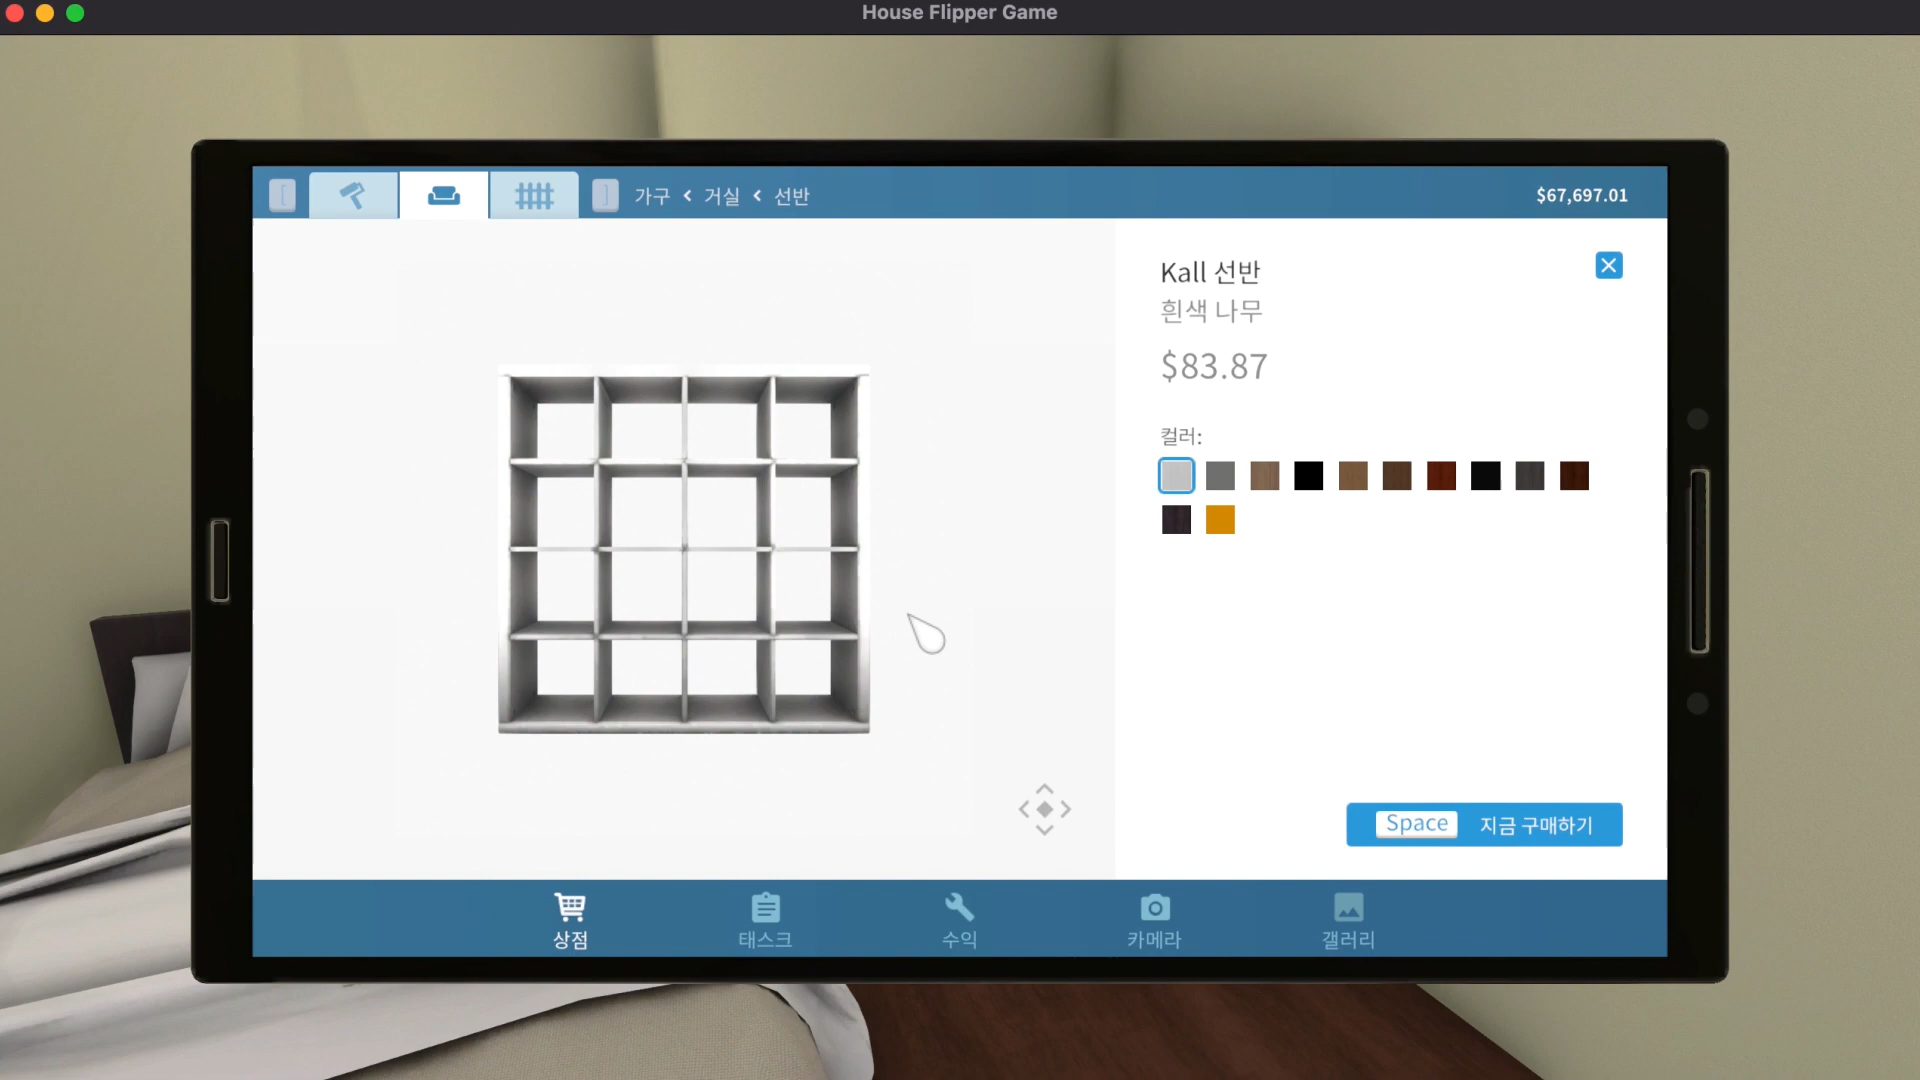 House Flipper Game
[ ] 가구 < 거실 < 선반 $67,697.01
Kall 선반
흰색 나무
$83.87
컬러:
Space 지금 구매하기
상점 태스크 수익 카메라 갤러리